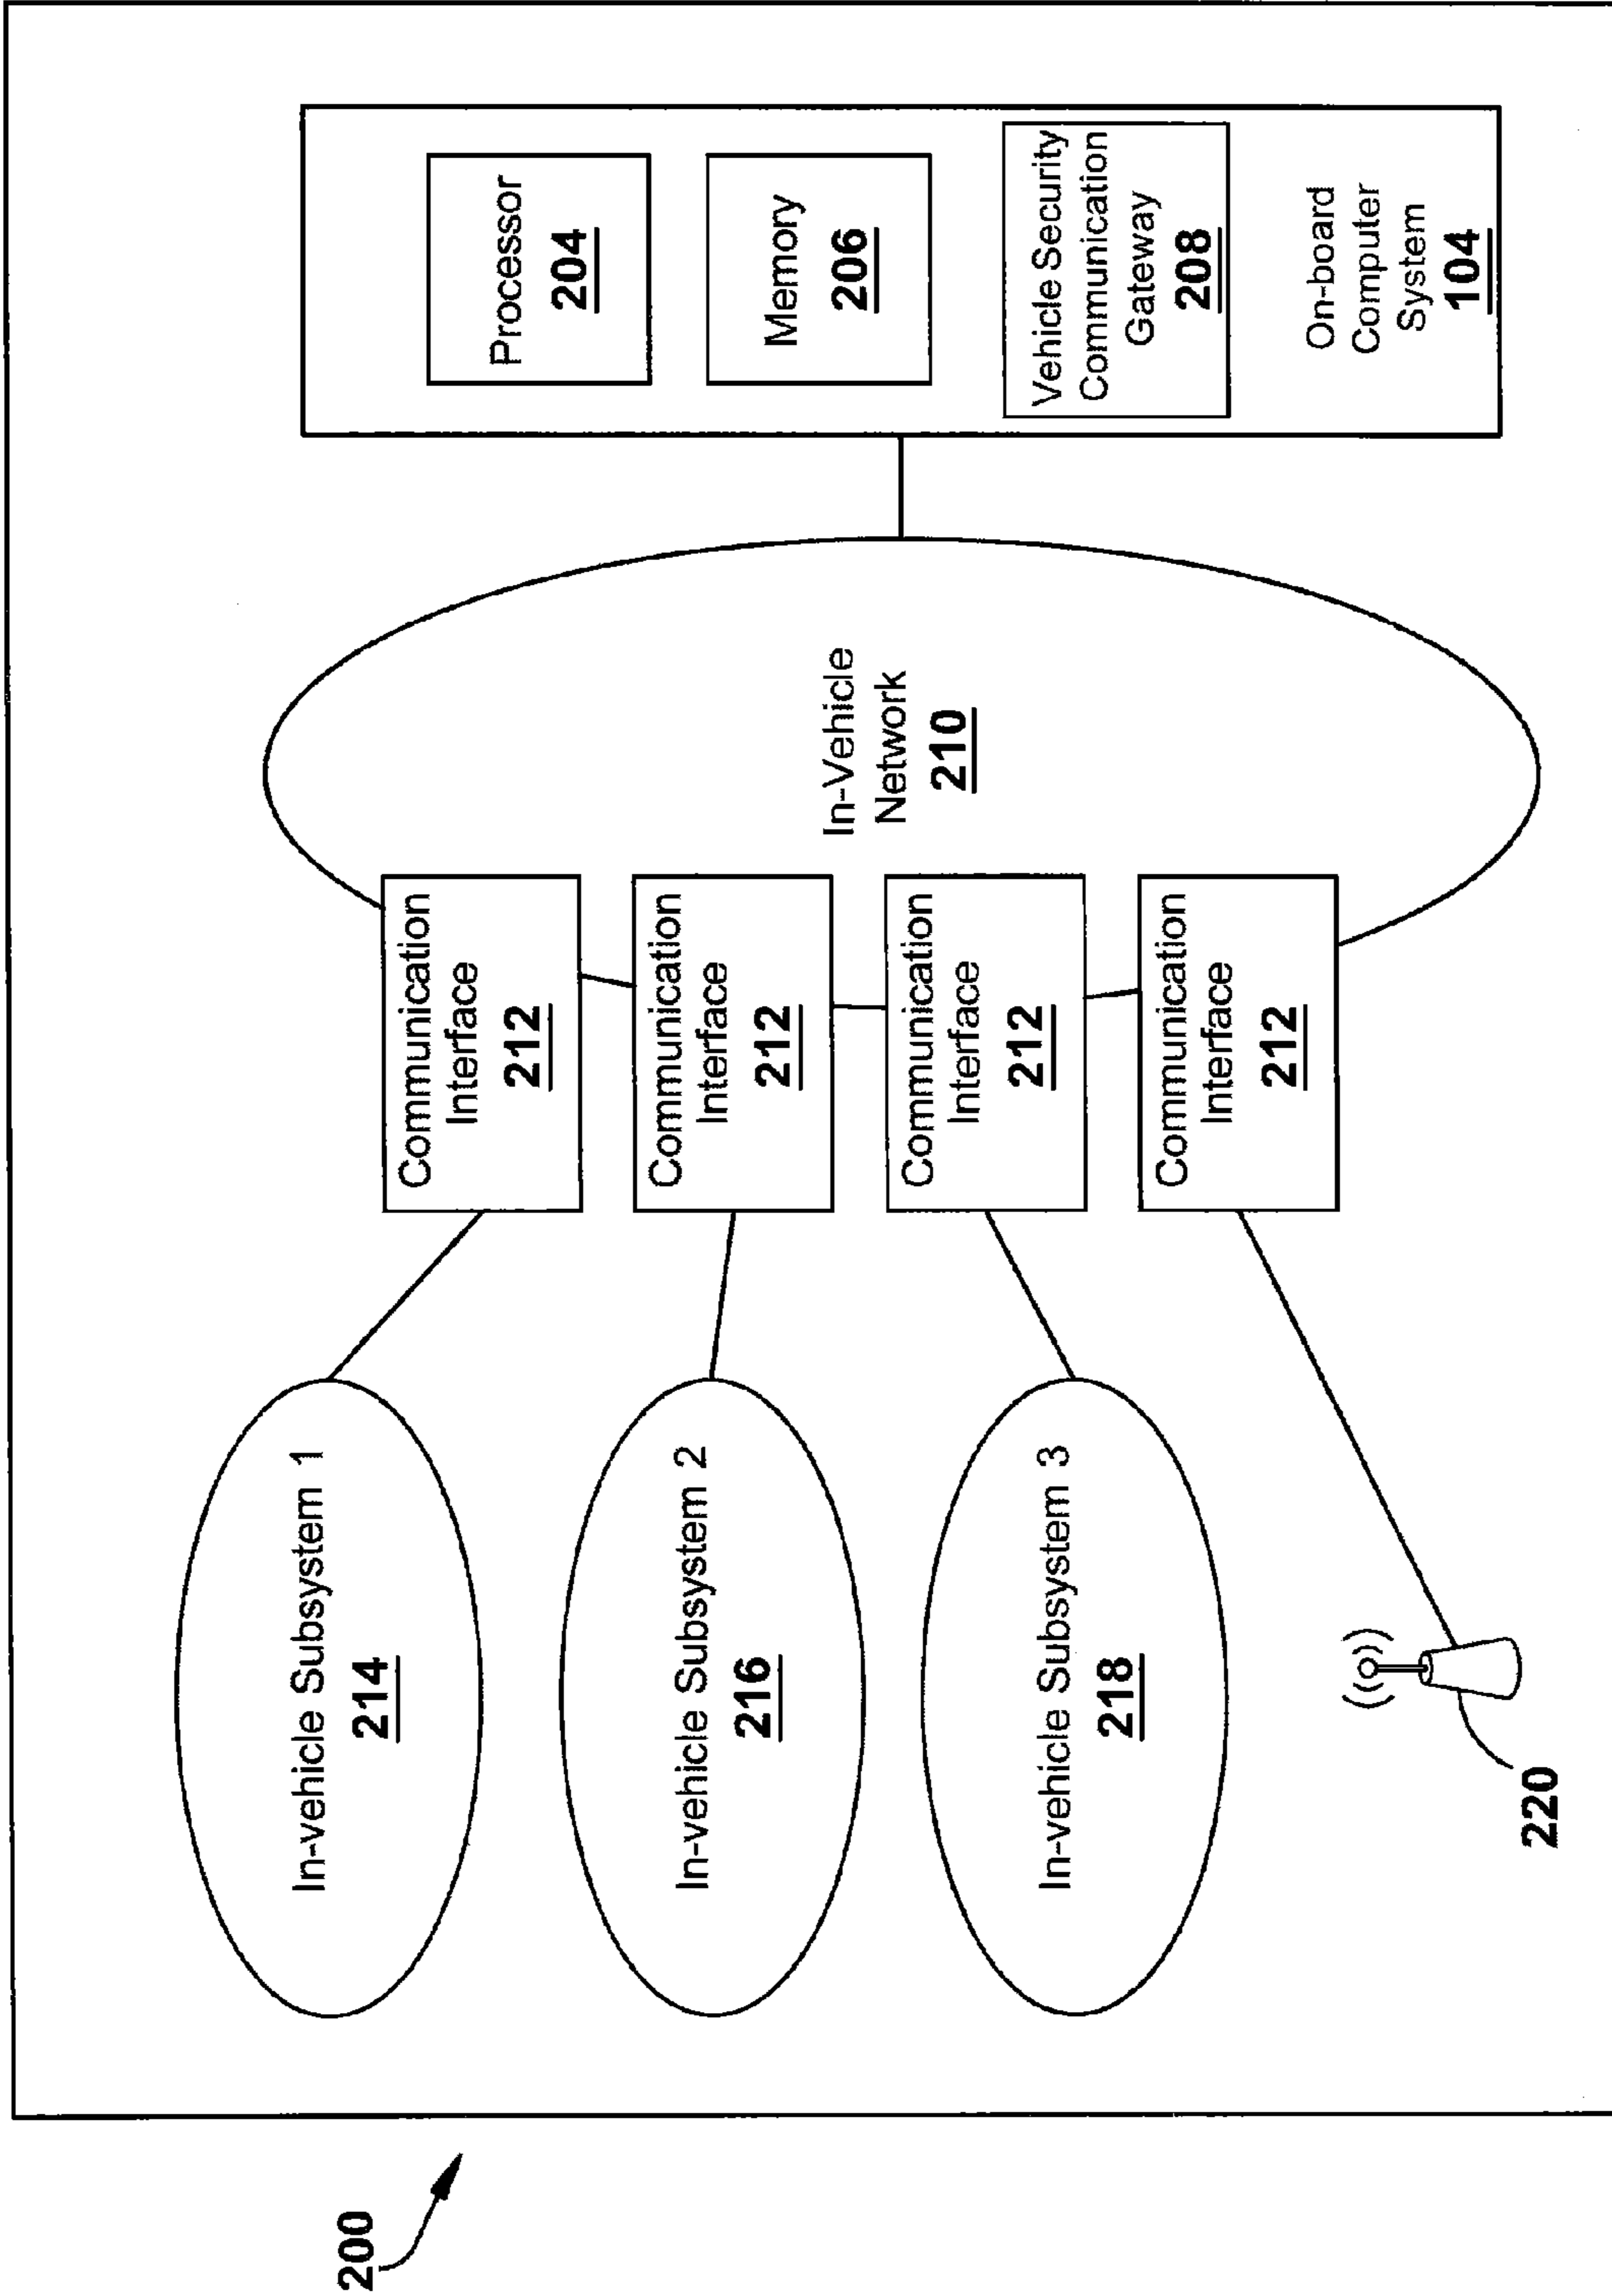 200
In-vehicle Subsystem 1
214
In-vehicle Subsystem 2
216
In-vehicle Subsystem 3
218
220
Communication
Interface
212
Communication
Interface
212
Communication
Interface
212
Communication
Interface
212
In-Vehicle
Network
210
Processor
204
Memory
206
Vehicle Security
Communication
Gateway
208
On-board
Computer
System
104